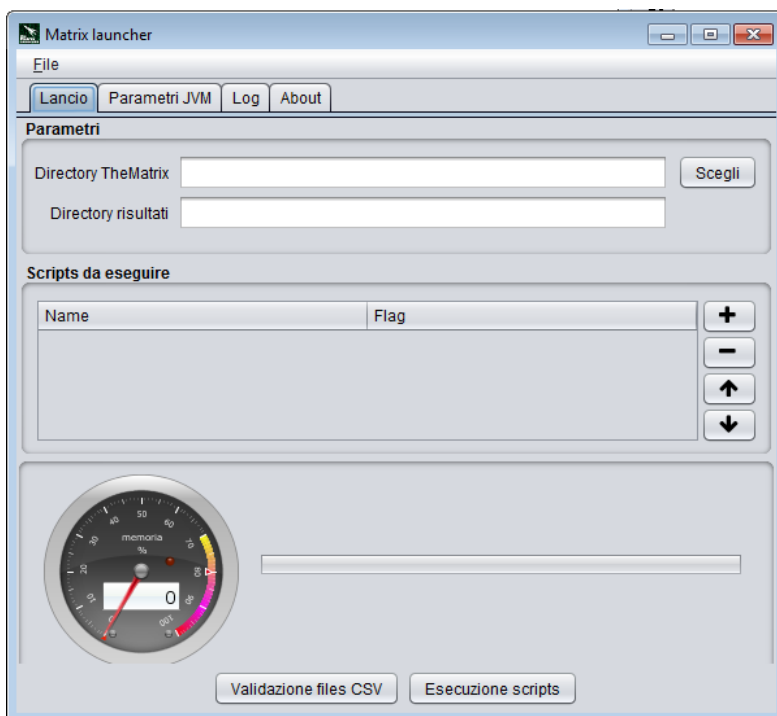 Matrix launcher
File
Lancio Parametri JVM Log About
Parametri
Directory TheMatrix Scegli
Directory risultati
Scripts da eseguire
Name Flag
memoria
%
0 10 20 30 40 50 60 70 80 90 100
0
Validazione files CSV Esecuzione scripts